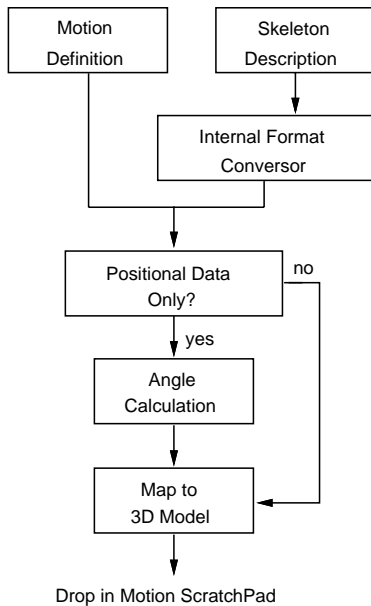 Motion
Definition
Skeleton
Description
Internal Format
Conversor
Positional Data
Only?
no
yes
Angle
Calculation
Map to
3D Model
Drop in Motion ScratchPad